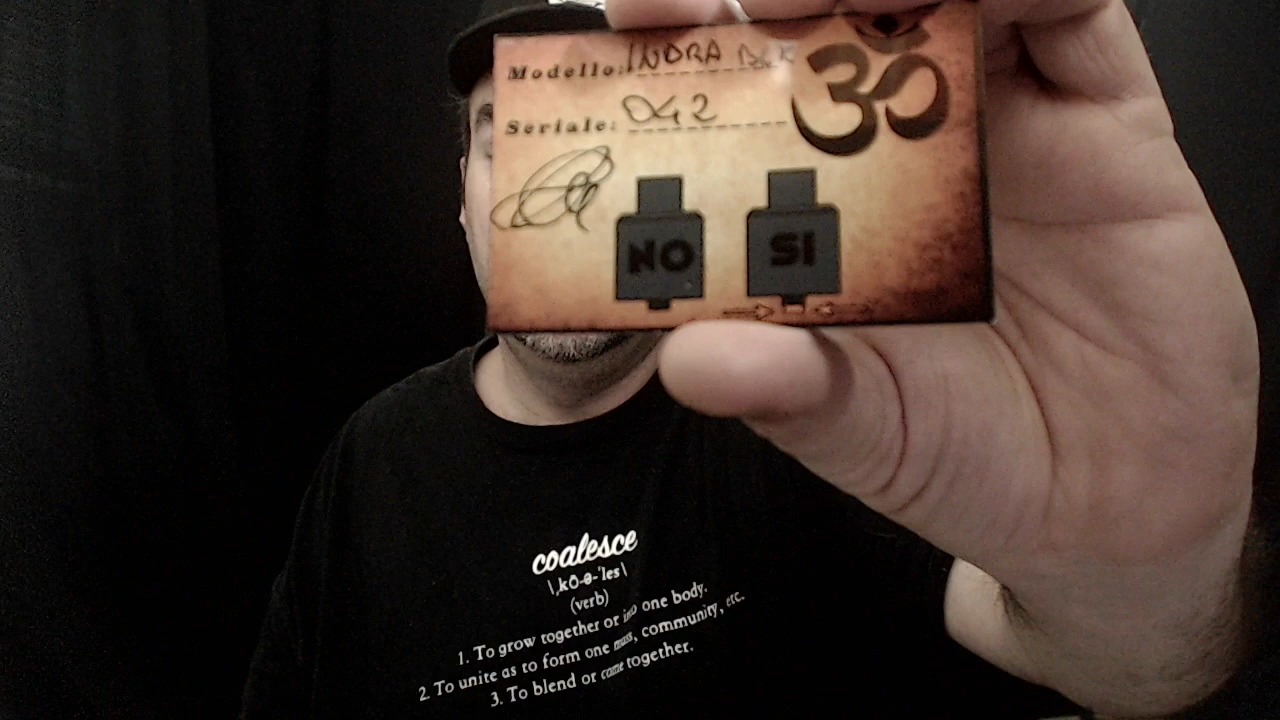 Modello: INDRA
Seriale: 042
ॐ
NO SI
coalesce
\ˌkō-ə-ˈles\
(verb)
1. To grow together or into one body.
2. To unite as to form one mass, community, etc.
3. To blend or come together.